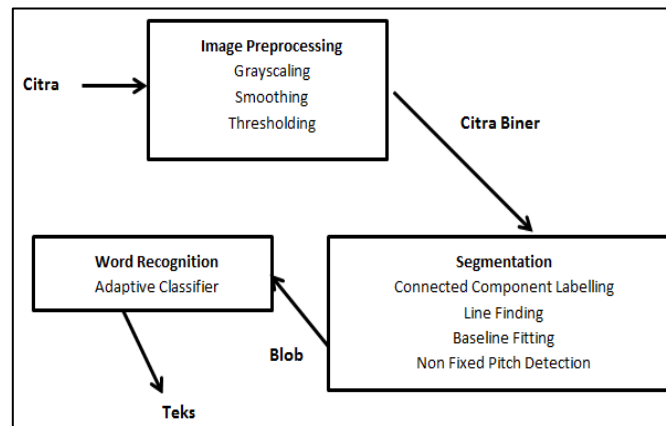 Image Preprocessing
Grayscaling
Smoothing
Thresholding
Citra
Citra Biner
Segmentation
Connected Component Labelling
Line Finding
Baseline Fitting
Non Fixed Pitch Detection
Blob
Word Recognition
Adaptive Classifier
Teks